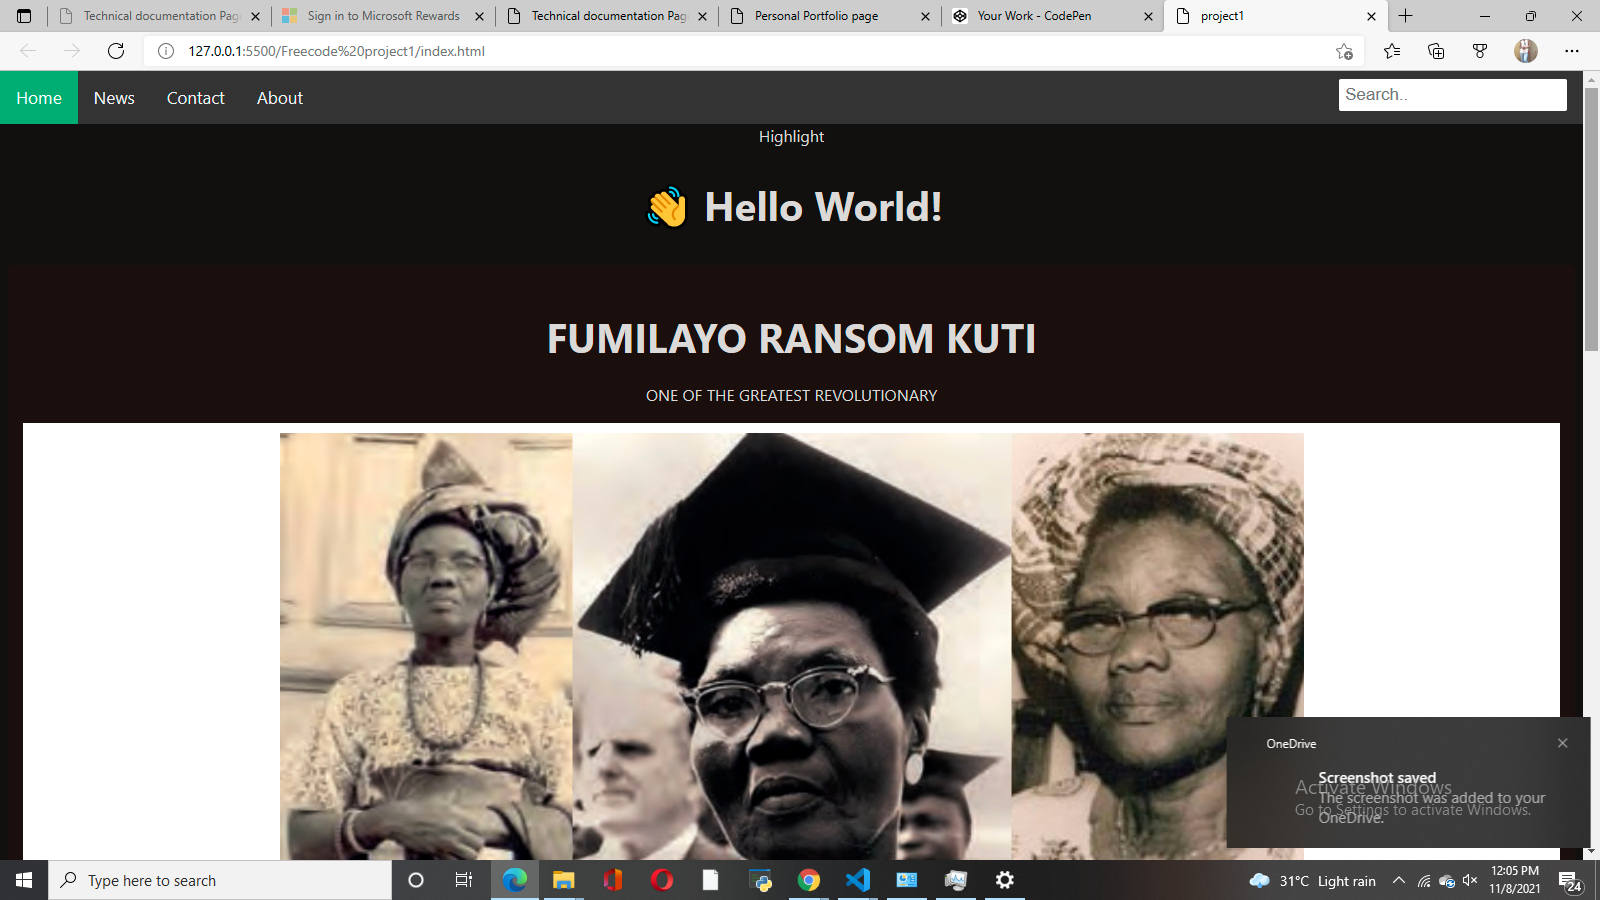 Technical documentation Pag
Sign in to Microsoft Rewards
Technical documentation Pag
Personal Portfolio page
Your Work - CodePen
project1
127.0.0.1:5500/Freecode%20project1/index.html
Home
News
Contact
About
Search..
Highlight
👋 Hello World!
FUMILAYO RANSOM KUTI
ONE OF THE GREATEST REVOLUTIONARY
OneDrive
Screenshot saved
The screenshot was added to your
OneDrive.
Activate Windows
Go to Settings to activate Windows.
Type here to search
31°C Light rain
12:05 PM
11/8/2021
24